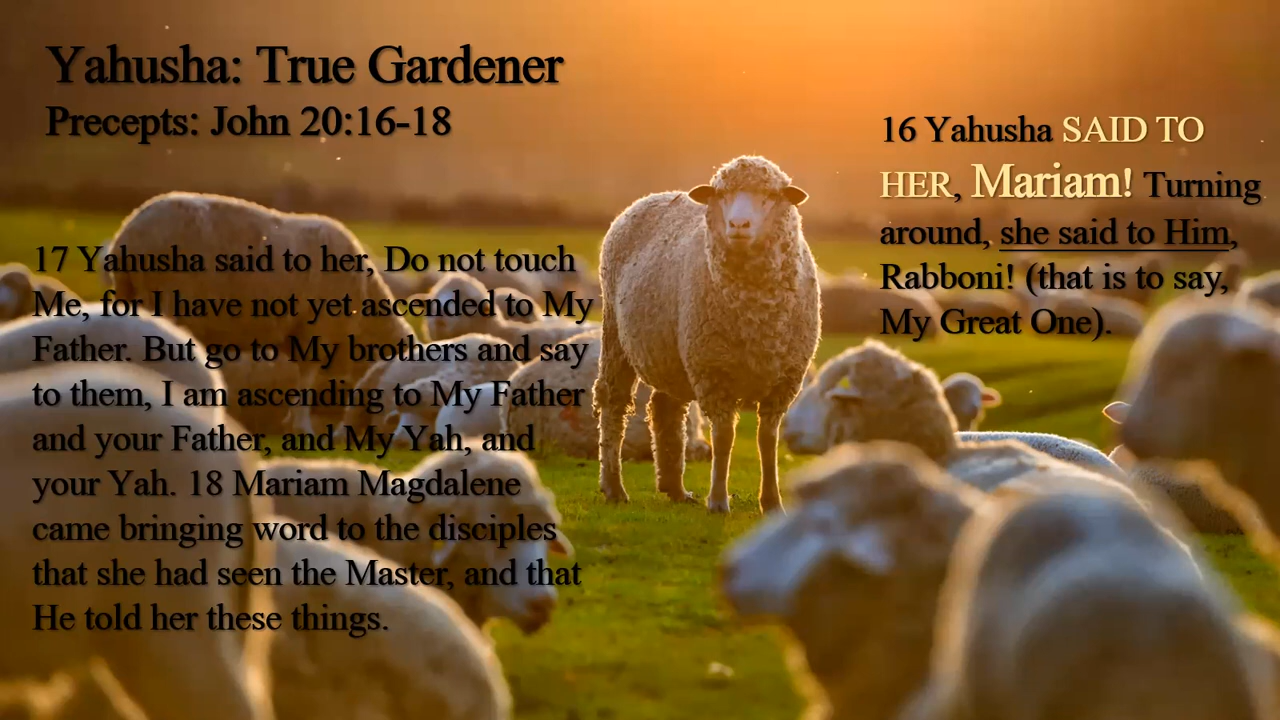 Yahusha: True Gardener
Precepts: John 20:16-18
16 Yahusha SAID TO
HER, Mariam! Turning
around, she said to Him,
Rabboni! (that is to say,
My Great One).
17 Yahusha said to her, Do not touch
Me, for I have not yet ascended to My
Father. But go to My brothers and say
to them, I am ascending to My Father
and your Father, and My Yah, and
your Yah. 18 Mariam Magdalene
came bringing word to the disciples
that she had seen the Master, and that
He told her these things.